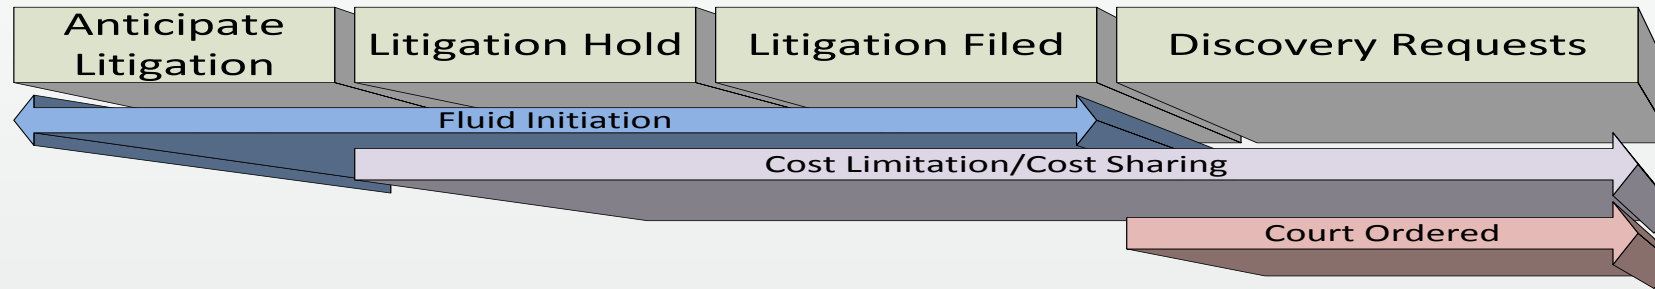 Anticipate
Litigation
Litigation Hold
Litigation Filed
Discovery Requests
Fluid Initiation
Cost Limitation/Cost Sharing
Court Ordered